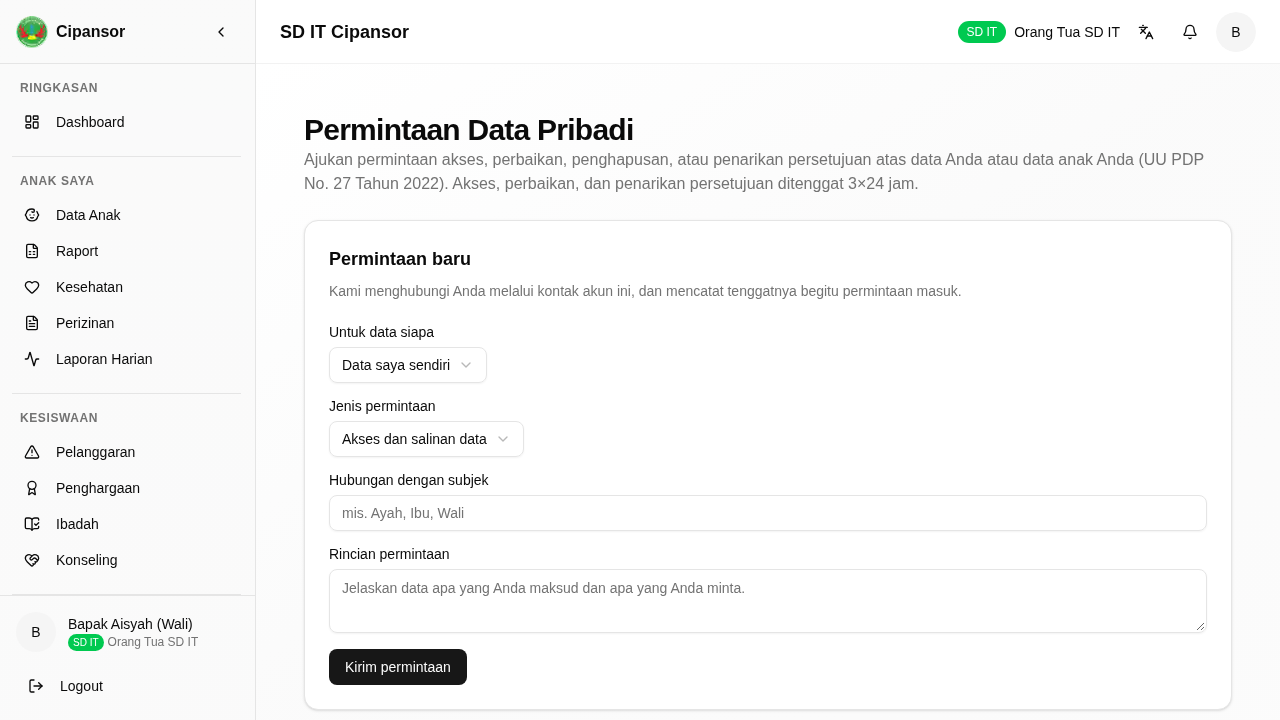 Cipansor
SD IT Cipansor
SD IT
Orang Tua SD IT
B
RINGKASAN
Dashboard
ANAK SAYA
Data Anak
Raport
Kesehatan
Perizinan
Laporan Harian
KESISWAAN
Pelanggaran
Penghargaan
Ibadah
Konseling
B
Bapak Aisyah (Wali)
SD IT Orang Tua SD IT
Logout
Permintaan Data Pribadi
Ajukan permintaan akses, perbaikan, penghapusan, atau penarikan persetujuan atas data Anda atau data anak Anda (UU PDP
No. 27 Tahun 2022). Akses, perbaikan, dan penarikan persetujuan ditenggat 3×24 jam.
Permintaan baru
Kami menghubungi Anda melalui kontak akun ini, dan mencatat tenggatnya begitu permintaan masuk.
Untuk data siapa
Data saya sendiri
Jenis permintaan
Akses dan salinan data
Hubungan dengan subjek
mis. Ayah, Ibu, Wali
Rincian permintaan
Jelaskan data apa yang Anda maksud dan apa yang Anda minta.
Kirim permintaan